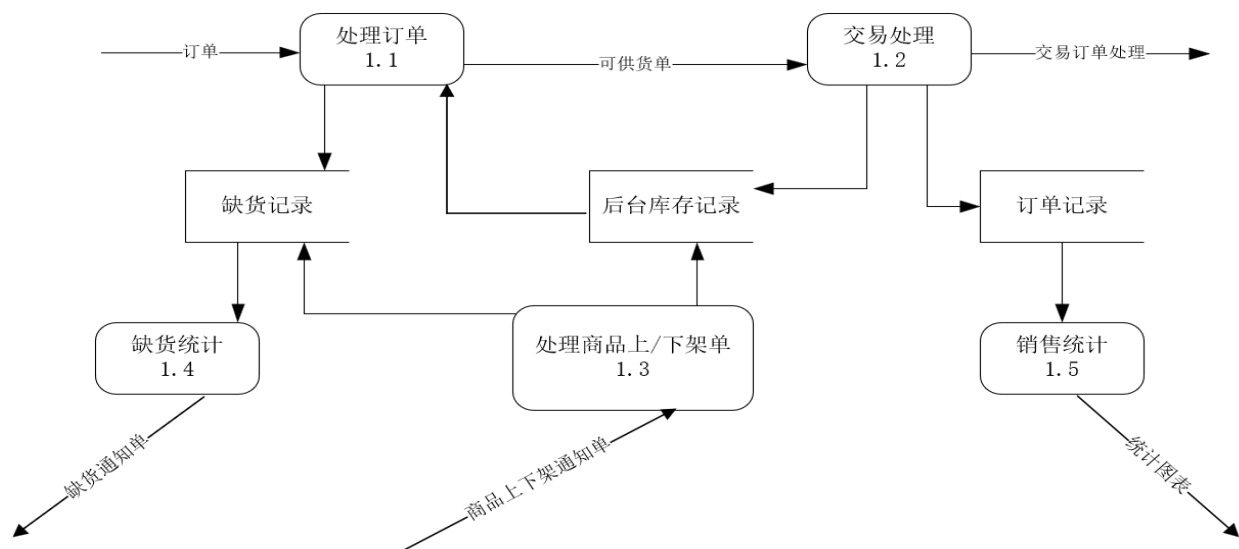 订单
处理订单
1.1
可供货单
交易处理
1.2
交易订单处理
缺货记录
后台库存记录
订单记录
缺货统计
1.4
处理商品上/下架单
1.3
销售统计
1.5
缺货通知单
商品上下架通知单
统计图表